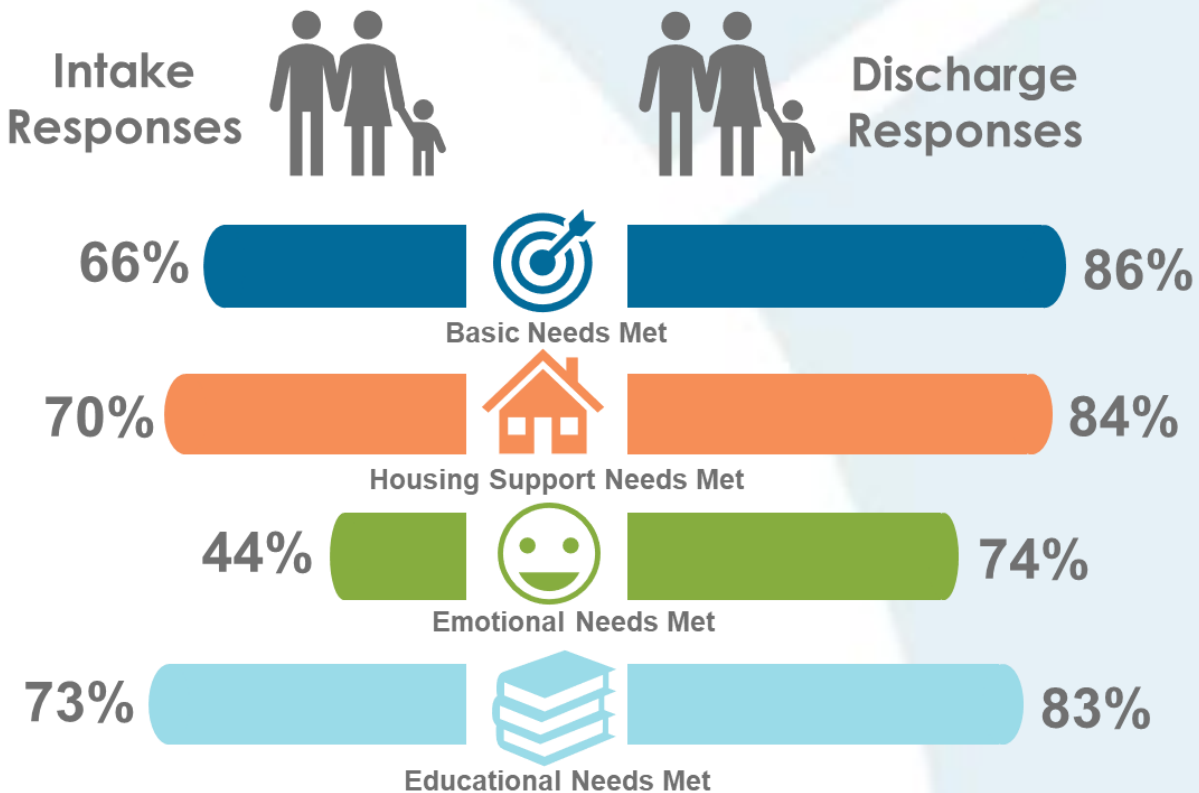 Intake
Responses
Discharge
Responses
66%
86%
Basic Needs Met
70%
84%
Housing Support Needs Met
44%
74%
Emotional Needs Met
73%
83%
Educational Needs Met